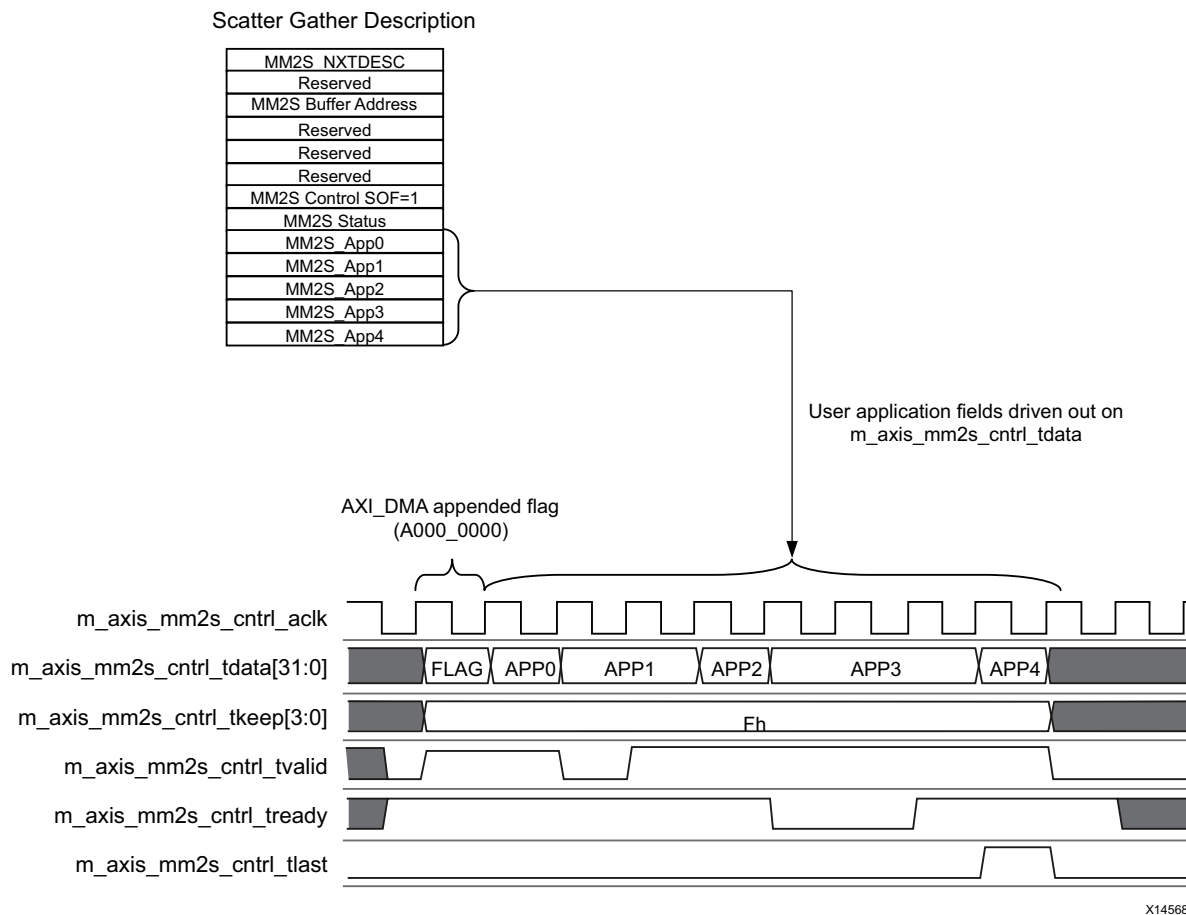 Scatter Gather Description
MM2S_NXTDESC
Reserved
MM2S Buffer Address
Reserved
Reserved
Reserved
MM2S Control SOF=1
MM2S Status
MM2S_App0
MM2S_App1
MM2S_App2
MM2S_App3
MM2S_App4
User application fields driven out on
m_axis_mm2s_cntrl_tdata
AXI_DMA appended flag
(A000_0000)
m_axis_mm2s_cntrl_aclk
m_axis_mm2s_cntrl_tdata[31:0] FLAG APP0 APP1 APP2 APP3 APP4
m_axis_mm2s_cntrl_tkeep[3:0] Fh
m_axis_mm2s_cntrl_tvalid
m_axis_mm2s_cntrl_tready
m_axis_mm2s_cntrl_tlast
X14568